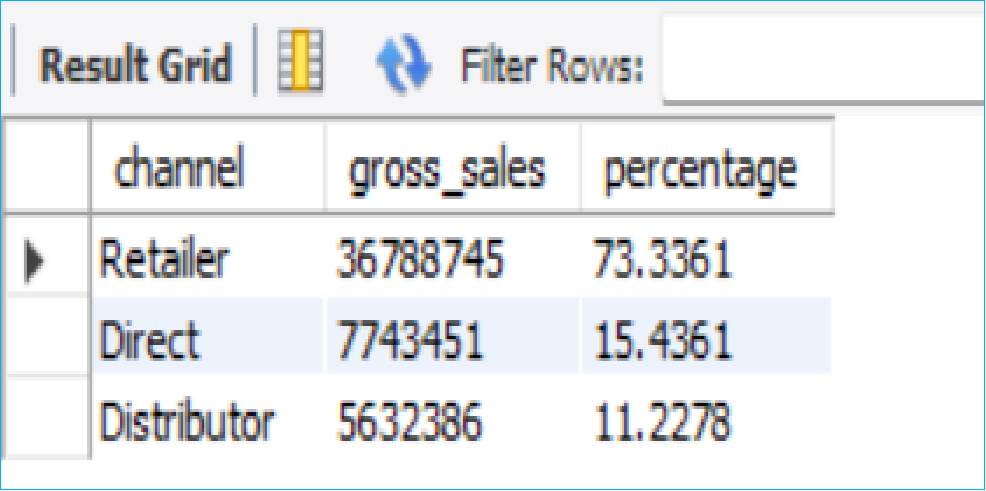 Result Grid Filter Rows:
channel gross_sales percentage
Retailer 36788745 73.3361
Direct 7743451 15.4361
Distributor 5632386 11.2278